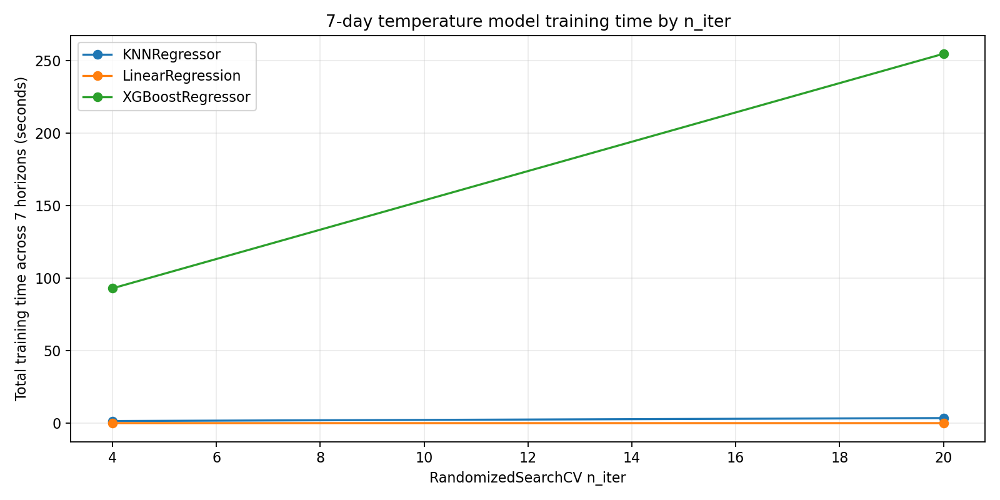 7-day temperature model training time by n_iter
KNNRegressor
LinearRegression
XGBoostRegressor
Total training time across 7 horizons (seconds)
250
200
150
100
50
0
4 6 8 10 12 14 16 18 20
RandomizedSearchCV n_iter